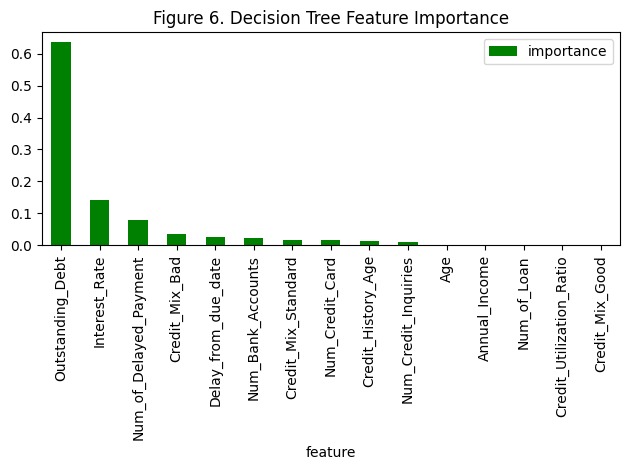 Figure 6. Decision Tree Feature Importance
importance
0.6
0.5
0.4
0.3
0.2
0.1
0.0
Outstanding_Debt
Interest_Rate
Num_of_Delayed_Payment
Credit_Mix_Bad
Delay_from_due_date
Num_Bank_Accounts
Credit_Mix_Standard
Num_Credit_Card
Credit_History_Age
Num_Credit_Inquiries
Age
Annual_Income
Num_of_Loan
Credit_Utilization_Ratio
Credit_Mix_Good
feature